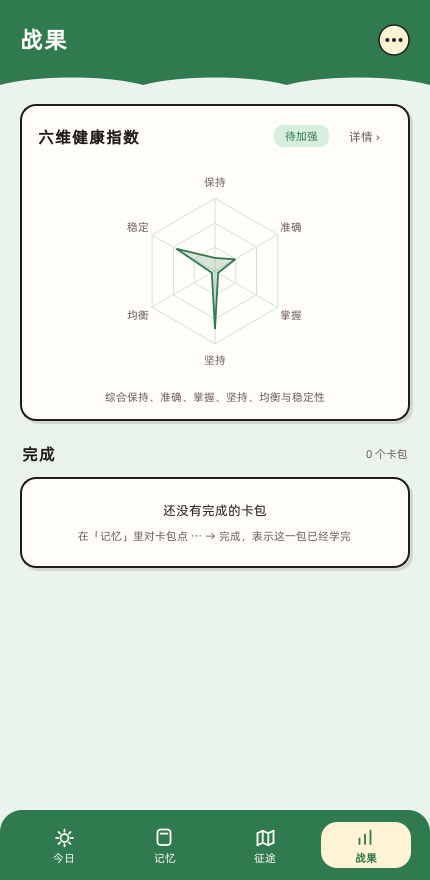 战果
六维健康指数
待加强
详情 ›
保持
稳定
准确
均衡
掌握
坚持
综合保持、准确、掌握、坚持、均衡与稳定性
完成
0 个卡包
还没有完成的卡包
在「记忆」里对卡包点 ⋯ → 完成，表示这一包已经学完
今日
记忆
征途
战果